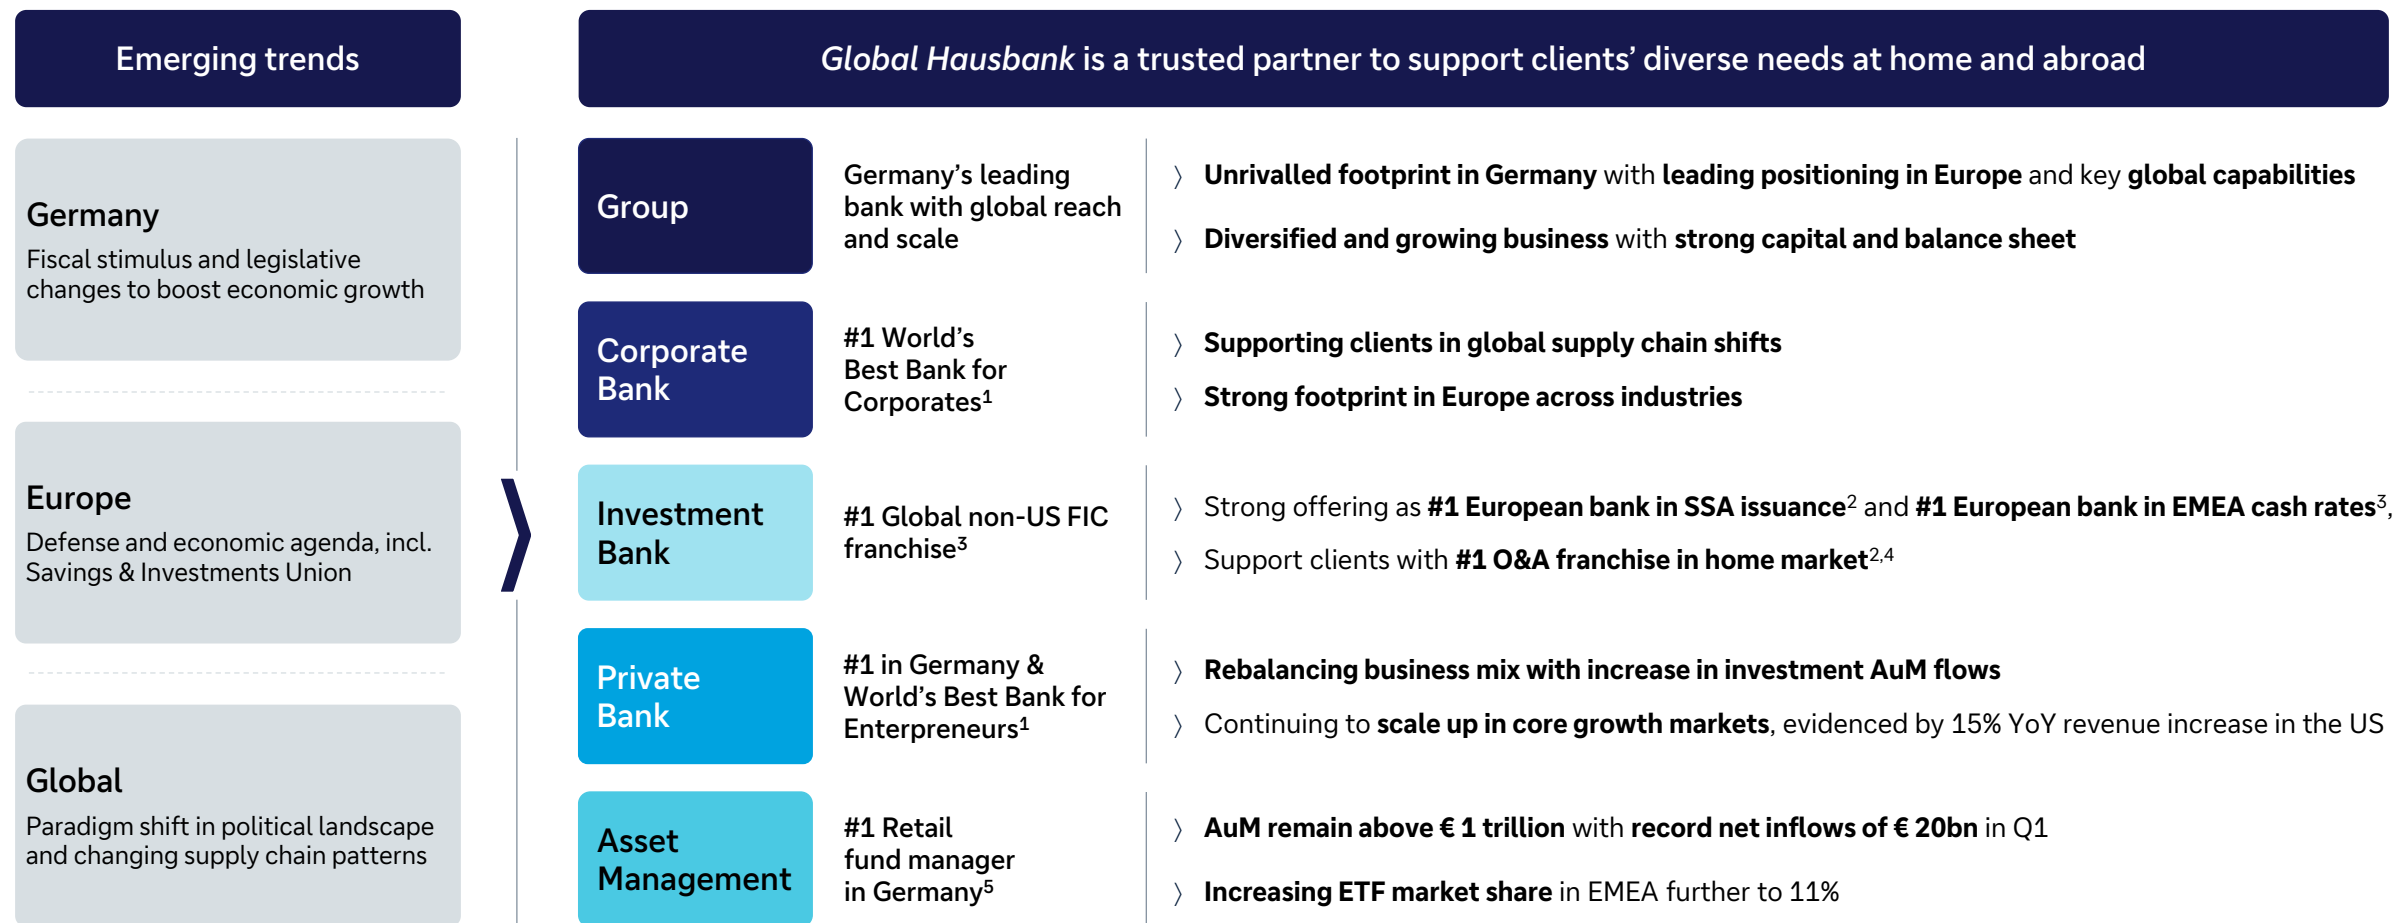 Emerging trends
Global Hausbank is a trusted partner to support clients’ diverse needs at home and abroad
Germany
Fiscal stimulus and legislative
changes to boost economic growth
Europe
Defense and economic agenda, incl.
Savings & Investments Union
Global
Paradigm shift in political landscape
and changing supply chain patterns
Group
Germany’s leading
bank with global reach
and scale
〉 Unrivalled footprint in Germany with leading positioning in Europe and key global capabilities
〉 Diversified and growing business with strong capital and balance sheet
Corporate
Bank
#1 World’s
Best Bank for
Corporates¹
〉 Supporting clients in global supply chain shifts
〉 Strong footprint in Europe across industries
Investment
Bank
#1 Global non-US FIC
franchise³
〉 Strong offering as #1 European bank in SSA issuance² and #1 European bank in EMEA cash rates³,
〉 Support clients with #1 O&A franchise in home market²,⁴
Private
Bank
#1 in Germany &
World’s Best Bank for
Enterpreneurs¹
〉 Rebalancing business mix with increase in investment AuM flows
〉 Continuing to scale up in core growth markets, evidenced by 15% YoY revenue increase in the US
Asset
Management
#1 Retail
fund manager
in Germany⁵
〉 AuM remain above € 1 trillion with record net inflows of € 20bn in Q1
〉 Increasing ETF market share in EMEA further to 11%